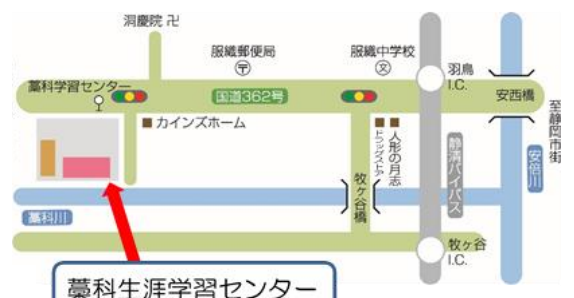 洞慶院 卍
服織郵便局
〒
服織中学校
文
羽鳥
I.C.
藁科学習センター
国道362号
安西橋
至静岡市街
■ カインズホーム
■ ドラッグストア
■ 人形の月志
静清バイパス
安倍川
牧ヶ谷橋
藁科川
牧ヶ谷
I.C.
藁科生涯学習センター